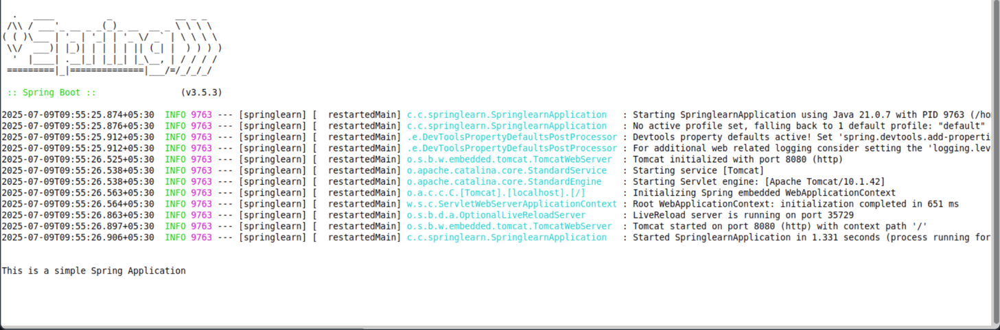 .   ____          _            __ _ _
 /\\ / ___'_ __ _ _(_)_ __  __ _ \ \ \ \
( ( )\___ | '_ | '_| | '_ \/ _` | \ \ \ \
 \\/  ___)| |_)| | | | | || (_| |  ) ) ) )
  '  |____| .__|_| |_|_| |_\__, | / / / /
 =========|_|==============|___/=/_/_/_/
 :: Spring Boot ::                (v3.5.3)
2025-07-09T09:55:25.874+05:30  INFO 9763 --- [springlearn] [  restartedMain] c.c.springlearn.SpringlearnApplication   : Starting SpringlearnApplication using Java 21.0.7 with PID 9763 (/ho
2025-07-09T09:55:25.876+05:30  INFO 9763 --- [springlearn] [  restartedMain] c.c.springlearn.SpringlearnApplication   : No active profile set, falling back to 1 default profile: "default"
2025-07-09T09:55:25.912+05:30  INFO 9763 --- [springlearn] [  restartedMain] .e.DevToolsPropertyDefaultsPostProcessor : Devtools property defaults active! Set 'spring.devtools.add-properti
2025-07-09T09:55:25.912+05:30  INFO 9763 --- [springlearn] [  restartedMain] .e.DevToolsPropertyDefaultsPostProcessor : For additional web related logging consider setting the 'logging.lev
2025-07-09T09:55:26.525+05:30  INFO 9763 --- [springlearn] [  restartedMain] o.s.b.w.embedded.tomcat.TomcatWebServer  : Tomcat initialized with port 8080 (http)
2025-07-09T09:55:26.538+05:30  INFO 9763 --- [springlearn] [  restartedMain] o.apache.catalina.core.StandardService   : Starting service [Tomcat]
2025-07-09T09:55:26.538+05:30  INFO 9763 --- [springlearn] [  restartedMain] o.apache.catalina.core.StandardEngine    : Starting Servlet engine: [Apache Tomcat/10.1.42]
2025-07-09T09:55:26.563+05:30  INFO 9763 --- [springlearn] [  restartedMain] o.a.c.c.C.[Tomcat].[localhost].[/]       : Initializing Spring embedded WebApplicationContext
2025-07-09T09:55:26.564+05:30  INFO 9763 --- [springlearn] [  restartedMain] w.s.c.ServletWebServerApplicationContext : Root WebApplicationContext: initialization completed in 651 ms
2025-07-09T09:55:26.863+05:30  INFO 9763 --- [springlearn] [  restartedMain] o.s.b.d.a.OptionalLiveReloadServer       : LiveReload server is running on port 35729
2025-07-09T09:55:26.897+05:30  INFO 9763 --- [springlearn] [  restartedMain] o.s.b.w.embedded.tomcat.TomcatWebServer  : Tomcat started on port 8080 (http) with context path '/'
2025-07-09T09:55:26.906+05:30  INFO 9763 --- [springlearn] [  restartedMain] c.c.springlearn.SpringlearnApplication   : Started SpringlearnApplication in 1.331 seconds (process running for
This is a simple Spring Application